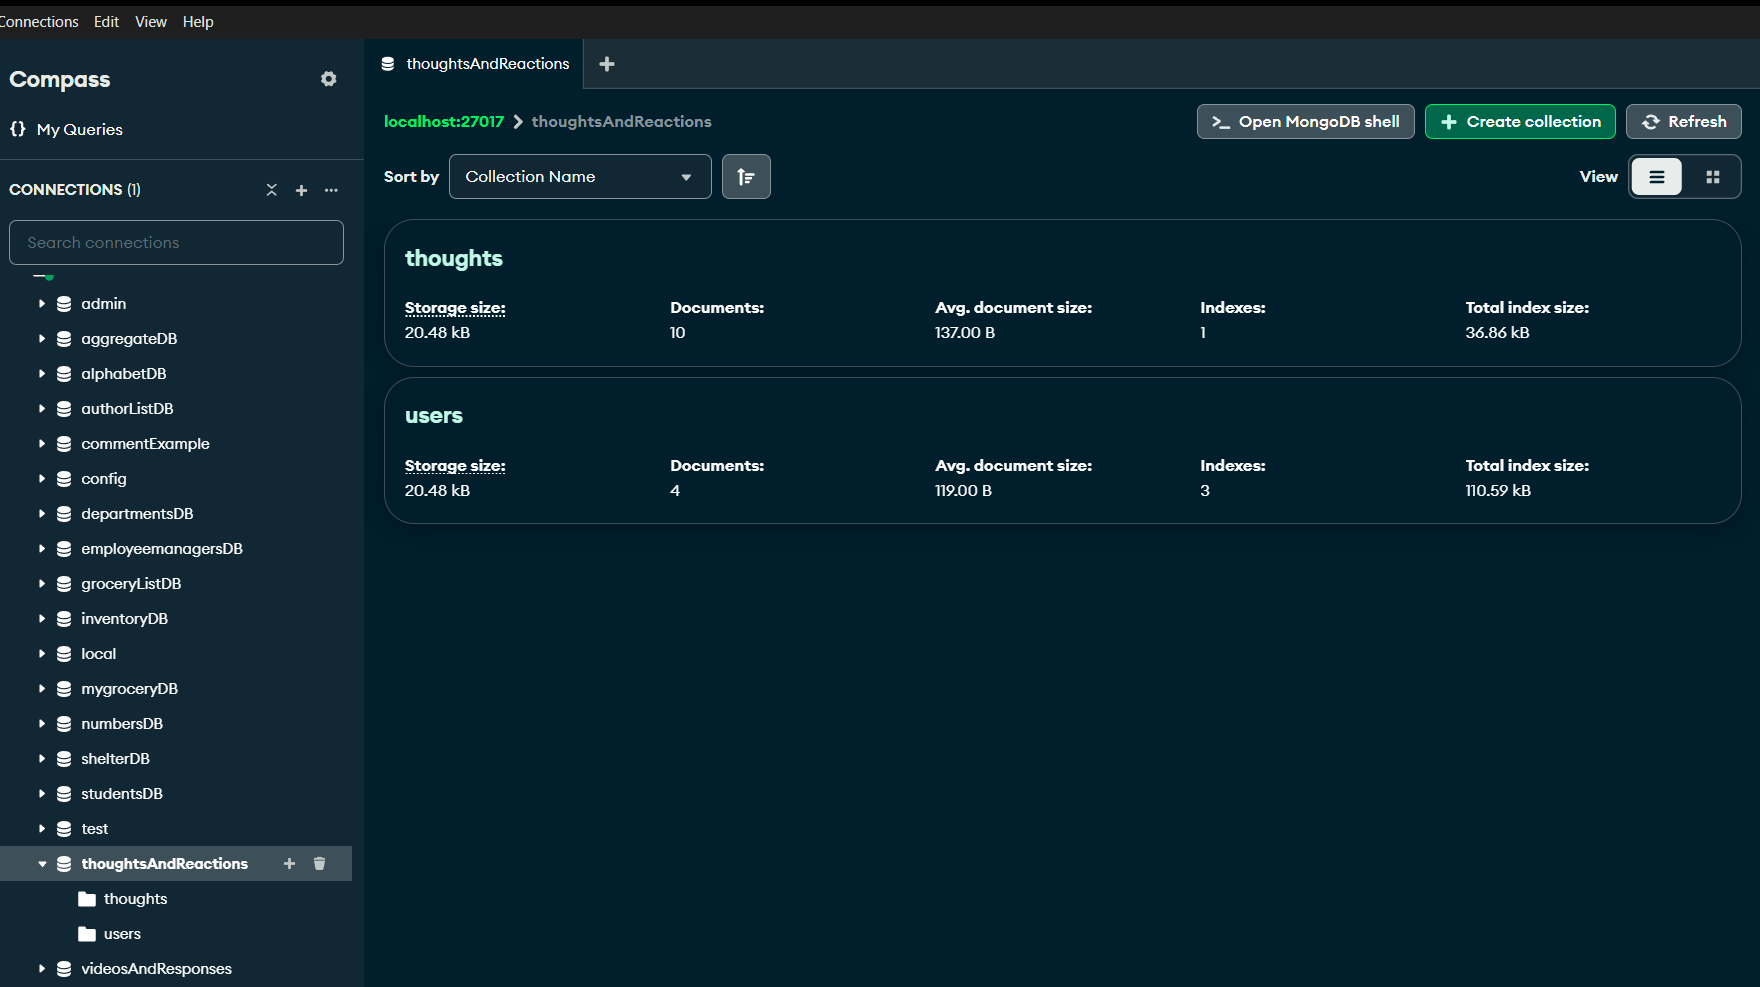 Connections Edit View Help
Compass
My Queries
CONNECTIONS (1)
Search connections
admin
aggregateDB
alphabetDB
authorListDB
commentExample
config
departmentsDB
employeemanagersDB
groceryListDB
inventoryDB
local
mygroceryDB
numbersDB
shelterDB
studentsDB
test
thoughtsAndReactions
thoughts
users
videosAndResponses
thoughtsAndReactions
localhost:27017 thoughtsAndReactions
Open MongoDB shell Create collection Refresh
Sort by Collection Name View
thoughts
Storage size: Documents: Avg. document size: Indexes: Total index size:
20.48 kB 10 137.00 B 1 36.86 kB
users
Storage size: Documents: Avg. document size: Indexes: Total index size:
20.48 kB 4 119.00 B 3 110.59 kB